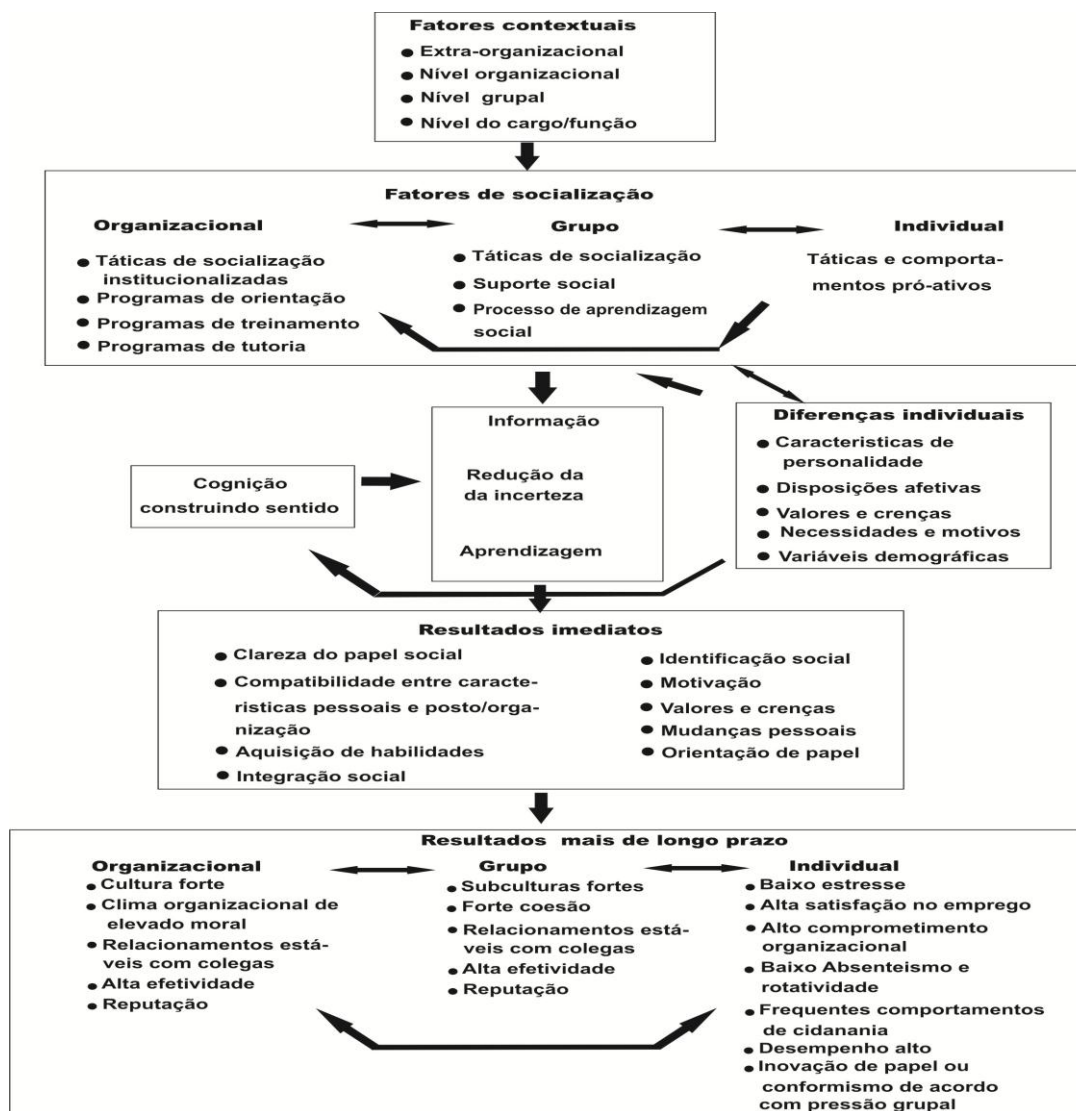 Fatores contextuais
Extra-organizacional
Nível organizacional
Nível grupal
Nível do cargo/função
Fatores de socialização
Organizacional
Táticas de socialização
institucionalizadas
Programas de orientação
Programas de treinamento
Programas de tutoria
Grupo
Táticas de socialização
Suporte social
Processo de aprendizagem
social
Individual
Táticas e comporta-
mentos pró-ativos
Informação
Redução da
da incerteza
Aprendizagem
Cognição
construindo sentido
Diferenças individuais
Caracteristicas de
personalidade
Disposições afetivas
Valores e crenças
Necessidades e motivos
Variáveis demográficas
Resultados imediatos
Clareza do papel social
Compatibilidade entre caracte-
risticas pessoais e posto/orga-
nização
Aquisição de habilidades
Integração social
Identificação social
Motivação
Valores e crenças
Mudanças pessoais
Orientação de papel
Resultados mais de longo prazo
Organizacional
Cultura forte
Clima organizacional de
elevado moral
Relacionamentos está-
veis com colegas
Alta efetividade
Reputação
Grupo
Subculturas fortes
Forte coesão
Relacionamentos está-
veis com colegas
Alta efetividade
Reputação
Individual
Baixo estresse
Alta satisfação no emprego
Alto comprometimento
organizacional
Baixo Absenteismo e
rotatividade
Frequentes comportamentos
de cidanania
Desempenho alto
Inovação de papel ou
conformismo de acordo
com pressão grupal